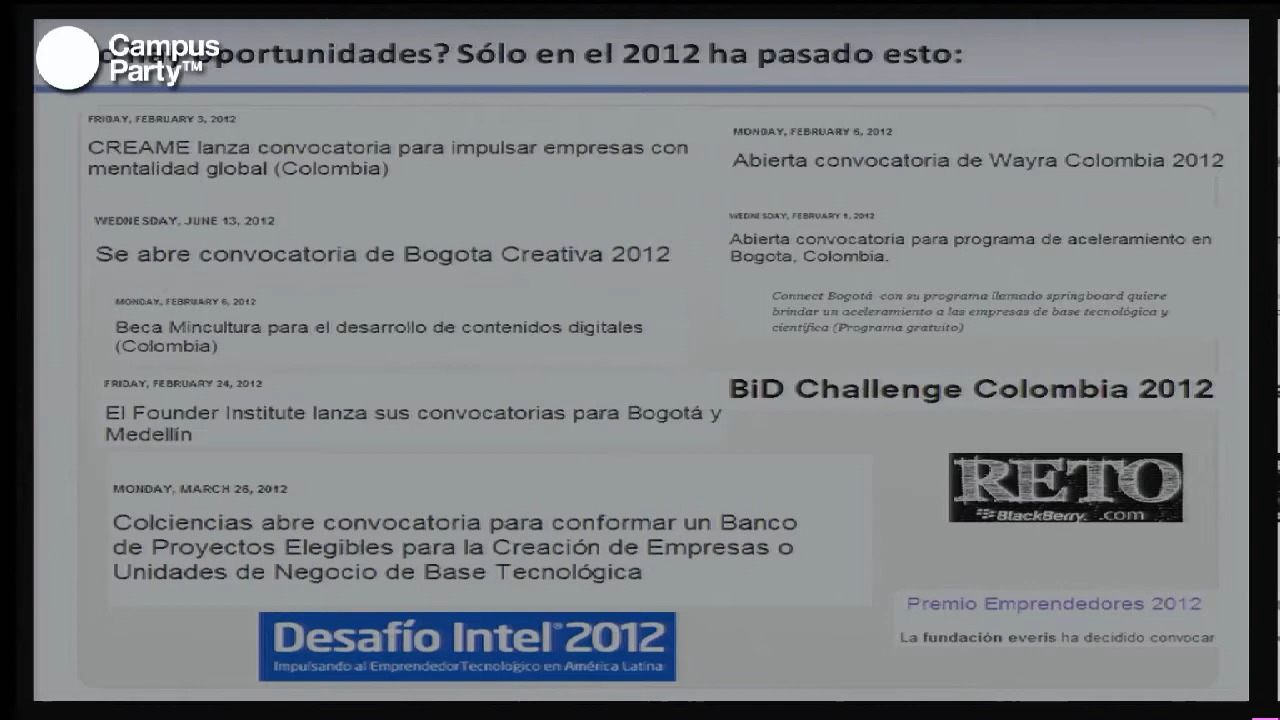 Campus
Party™
oportunidades? Sólo en el 2012 ha pasado esto:
FRIDAY, FEBRUARY 3, 2012
CREAME lanza convocatoria para impulsar empresas con
mentalidad global (Colombia)
MONDAY, FEBRUARY 6, 2012
Abierta convocatoria de Wayra Colombia 2012
WEDNESDAY, JUNE 13, 2012
Se abre convocatoria de Bogota Creativa 2012
WEDNESDAY, FEBRUARY 1, 2012
Abierta convocatoria para programa de aceleramiento en
Bogota, Colombia.
Connect Bogotá con su programa llamado springboard quiere
brindar un aceleramiento a las empresas de base tecnológica y
científica (Programa gratuito)
MONDAY, FEBRUARY 6, 2012
Beca Mincultura para el desarrollo de contenidos digitales
(Colombia)
FRIDAY, FEBRUARY 24, 2012
El Founder Institute lanza sus convocatorias para Bogotá y
Medellín
BiD Challenge Colombia 2012
RETO
BlackBerry. .com
MONDAY, MARCH 26, 2012
Colciencias abre convocatoria para conformar un Banco
de Proyectos Elegibles para la Creación de Empresas o
Unidades de Negocio de Base Tecnológica
Premio Emprendedores 2012
La fundación everis ha decidido convocar
Desafío Intel® 2012
Impulsando al Emprendedor Tecnológico en América Latina